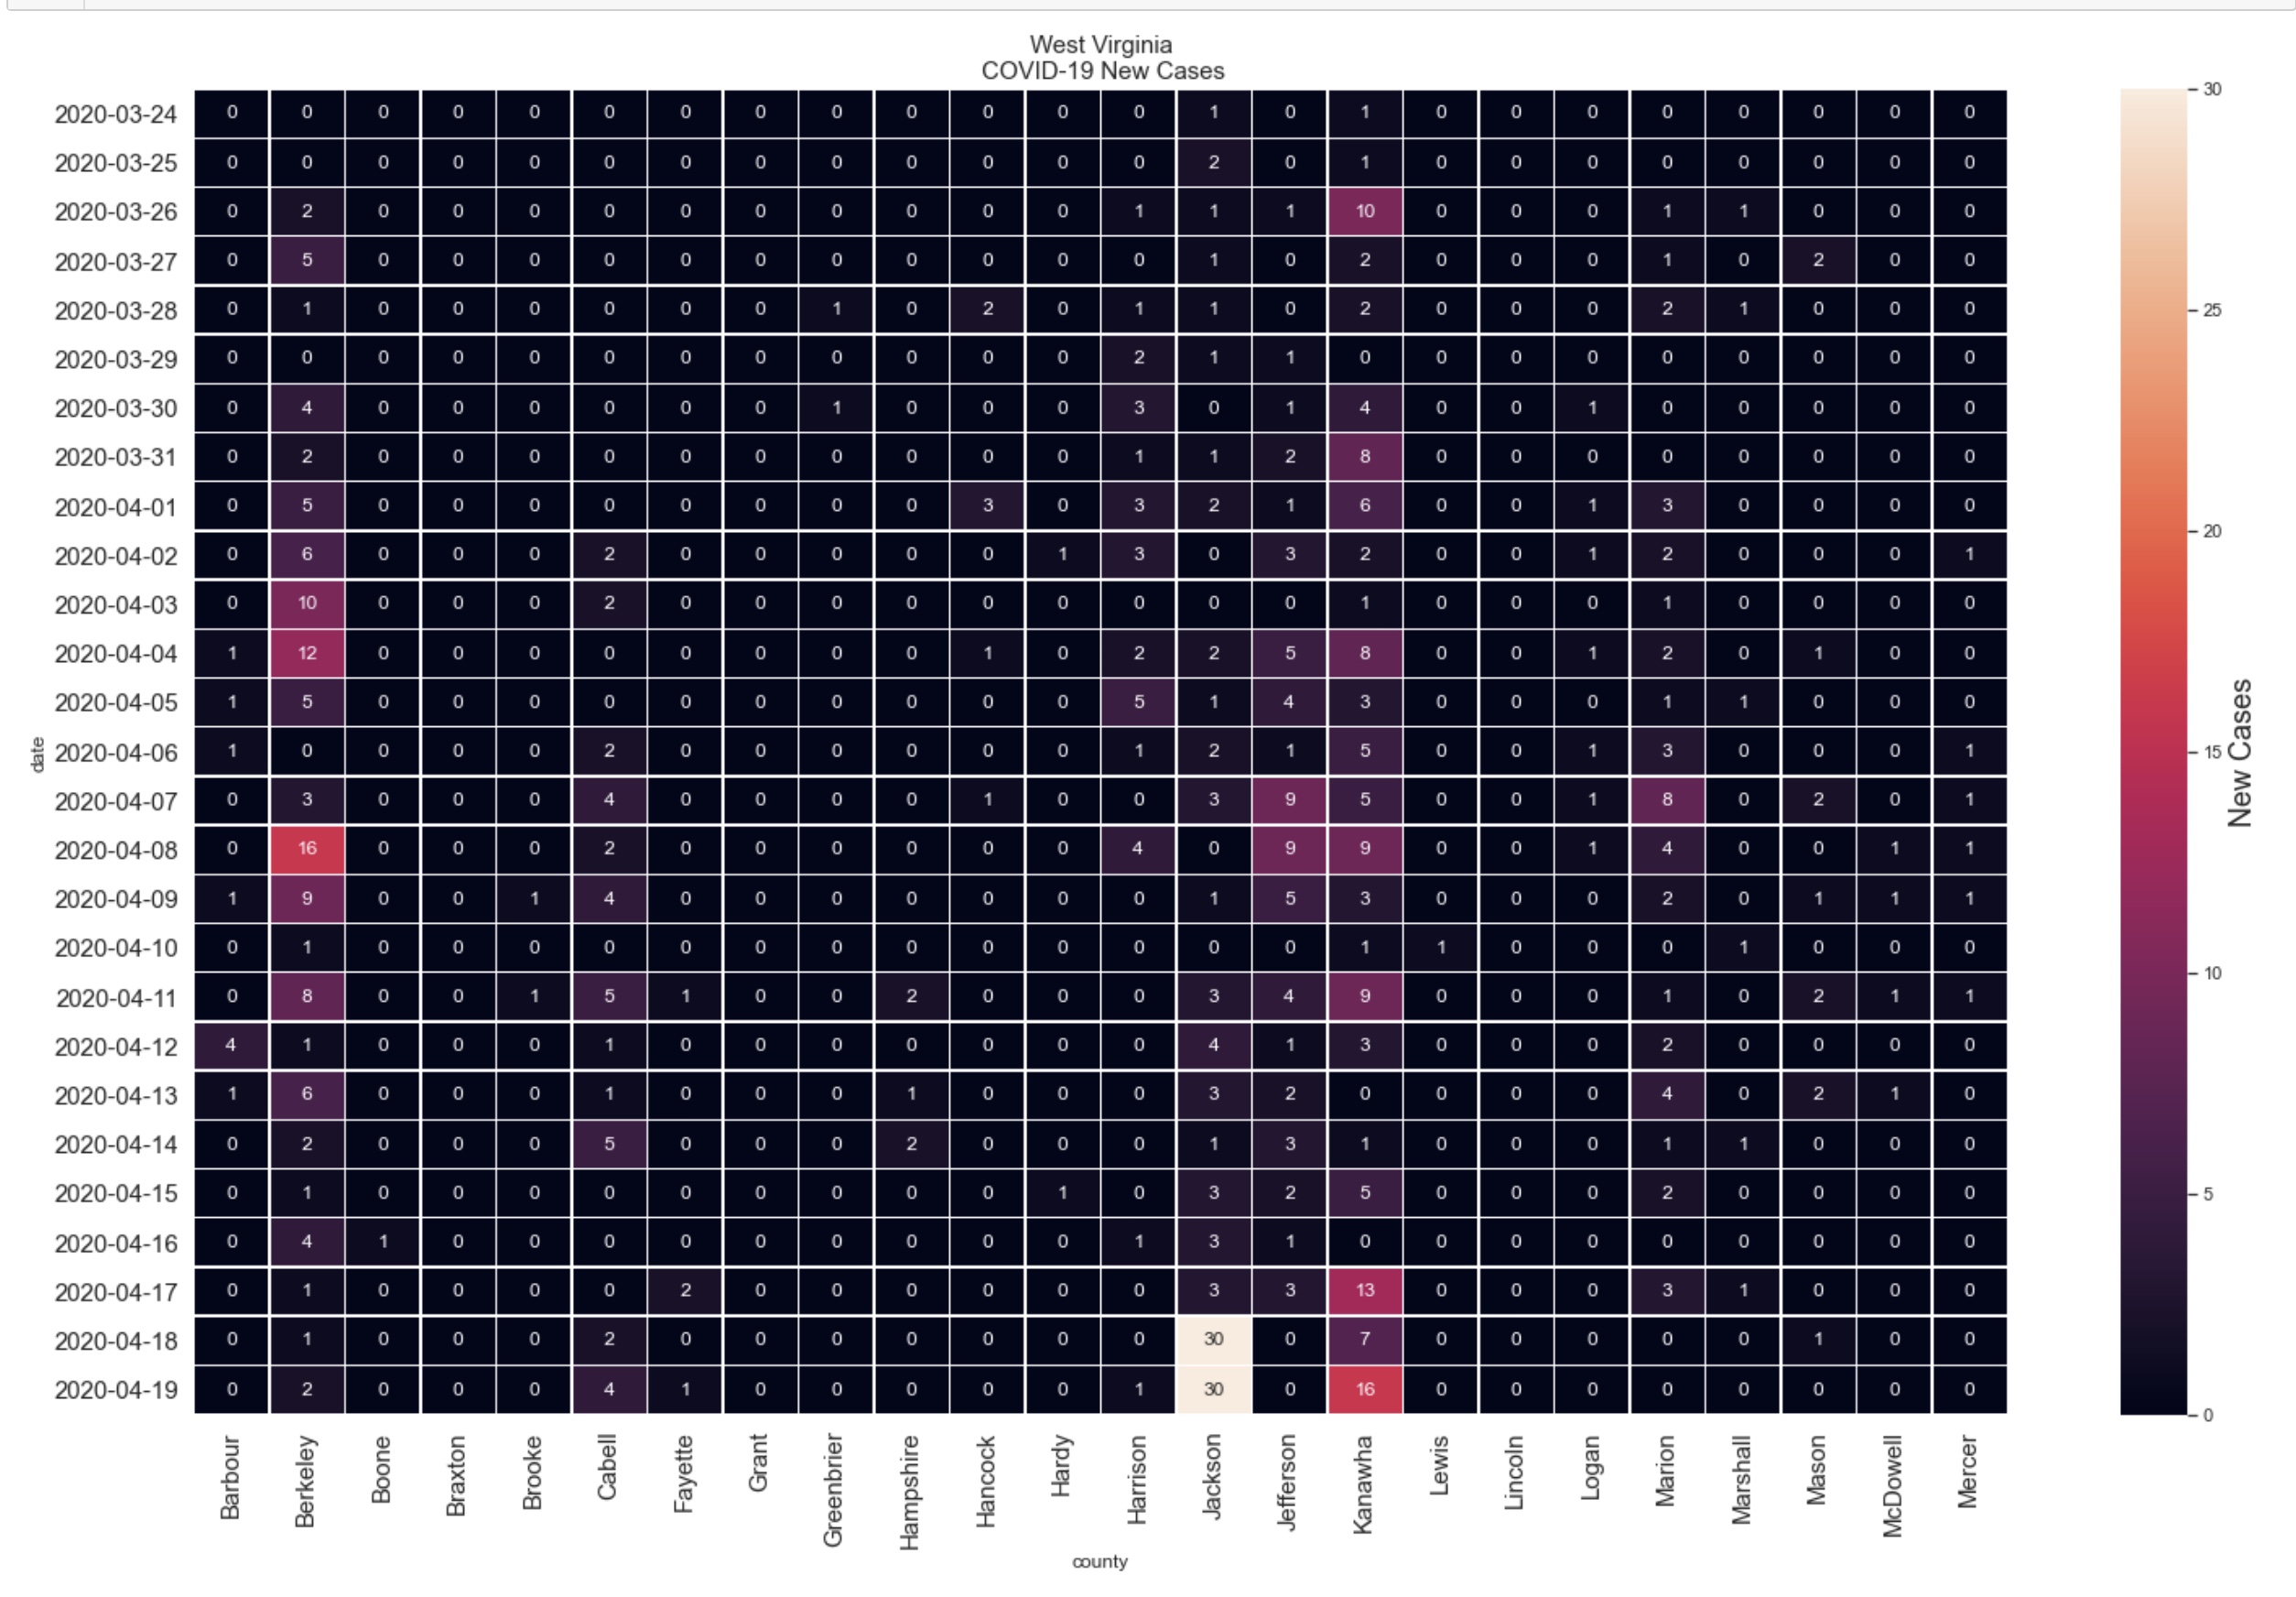 West Virginia
COVID-19 New Cases
2020-03-24 0 0 0 0 0 0 0 0 0 0 0 0 0 1 0 1 0 0 0 0 0 0 0 0
2020-03-25 0 0 0 0 0 0 0 0 0 0 0 0 0 2 0 1 0 0 0 0 0 0 0 0
2020-03-26 0 2 0 0 0 0 0 0 0 0 0 0 1 1 1 10 0 0 0 1 1 0 0 0
2020-03-27 0 5 0 0 0 0 0 0 0 0 0 0 0 1 0 2 0 0 0 1 0 2 0 0
2020-03-28 0 1 0 0 0 0 0 0 1 0 2 0 1 1 0 2 0 0 0 2 1 0 0 0
2020-03-29 0 0 0 0 0 0 0 0 0 0 0 0 2 1 1 0 0 0 0 0 0 0 0 0
2020-03-30 0 4 0 0 0 0 0 0 1 0 0 0 3 0 1 4 0 0 1 0 0 0 0 0
2020-03-31 0 2 0 0 0 0 0 0 0 0 0 0 1 1 2 8 0 0 0 0 0 0 0 0
2020-04-01 0 5 0 0 0 0 0 0 0 0 3 0 3 2 1 6 0 0 1 3 0 0 0 0
2020-04-02 0 6 0 0 0 2 0 0 0 0 0 1 3 0 3 2 0 0 1 2 0 0 0 1
2020-04-03 0 10 0 0 0 2 0 0 0 0 0 0 0 0 0 1 0 0 0 1 0 0 0 0
2020-04-04 1 12 0 0 0 0 0 0 0 0 1 0 2 2 5 8 0 0 1 2 0 1 0 0
2020-04-05 1 5 0 0 0 0 0 0 0 0 0 0 5 1 4 3 0 0 0 1 1 0 0 0
2020-04-06 1 0 0 0 0 2 0 0 0 0 0 0 1 2 1 5 0 0 1 3 0 0 0 1
2020-04-07 0 3 0 0 0 4 0 0 0 0 1 0 0 3 9 5 0 0 1 8 0 2 0 1
2020-04-08 0 16 0 0 0 2 0 0 0 0 0 0 4 0 9 9 0 0 1 4 0 0 1 1
2020-04-09 1 9 0 0 1 4 0 0 0 0 0 0 0 1 5 3 0 0 0 2 0 1 1 1
2020-04-10 0 1 0 0 0 0 0 0 0 0 0 0 0 0 0 1 1 0 0 0 1 0 0 0
2020-04-11 0 8 0 0 1 5 1 0 0 2 0 0 0 3 4 9 0 0 0 1 0 2 1 1
2020-04-12 4 1 0 0 0 1 0 0 0 0 0 0 0 4 1 3 0 0 0 2 0 0 0 0
2020-04-13 1 6 0 0 0 1 0 0 0 1 0 0 0 3 2 0 0 0 0 4 0 2 1 0
2020-04-14 0 2 0 0 0 5 0 0 0 2 0 0 0 1 3 1 0 0 0 1 1 0 0 0
2020-04-15 0 1 0 0 0 0 0 0 0 0 0 1 0 3 2 5 0 0 0 2 0 0 0 0
2020-04-16 0 4 1 0 0 0 0 0 0 0 0 0 1 3 1 0 0 0 0 0 0 0 0 0
2020-04-17 0 1 0 0 0 0 2 0 0 0 0 0 0 3 3 13 0 0 0 3 1 0 0 0
2020-04-18 0 1 0 0 0 2 0 0 0 0 0 0 0 30 0 7 0 0 0 0 0 1 0 0
2020-04-19 0 2 0 0 0 4 1 0 0 0 0 0 1 30 0 16 0 0 0 0 0 0 0 0
date
Barbour Berkeley Boone Braxton Brooke Cabell Fayette Grant Greenbrier Hampshire Hancock Hardy Harrison Jackson Jefferson Kanawha Lewis Lincoln Logan Marion Marshall Mason McDowell Mercer
county
30
25
20
15
10
5
0
New Cases